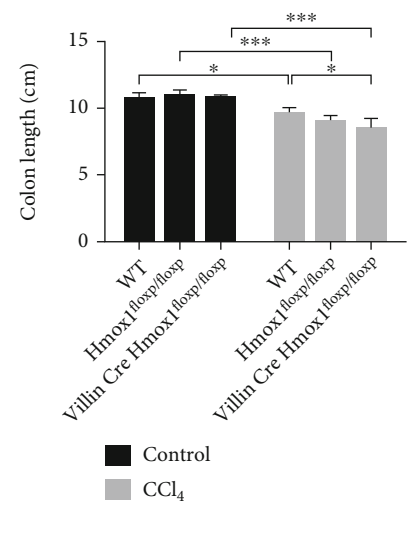 ***
***
*
*
15
10
5
0
Colon length (cm)
WT
Hmox1floxp/floxp
Villin Cre Hmox1floxp/floxp
WT
Hmox1floxp/floxp
Villin Cre Hmox1floxp/floxp
Control
CCl4